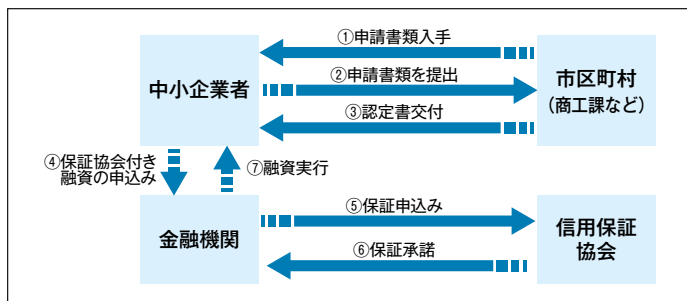 ①申請書類入手
②申請書類を提出
③認定書交付
中小企業者
市区町村
(商工課など)
④保証協会付き
融資の申込み
⑦融資実行
⑤保証申込み
⑥保証承諾
金融機関
信用保証
協会